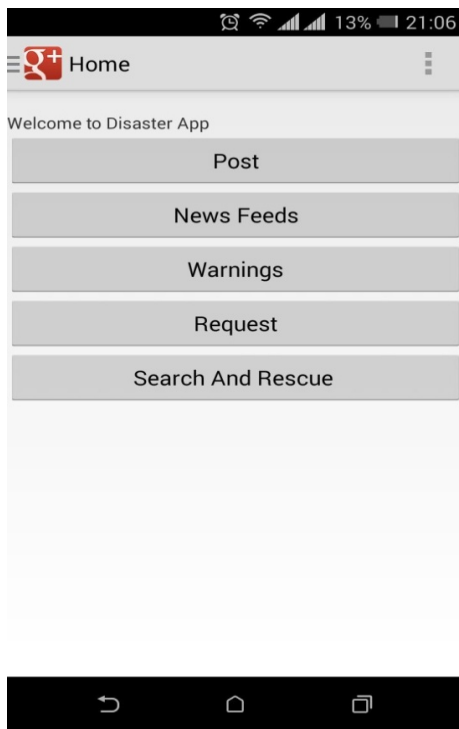 13% 21:06
g+ Home
Welcome to Disaster App
Post
News Feeds
Warnings
Request
Search And Rescue